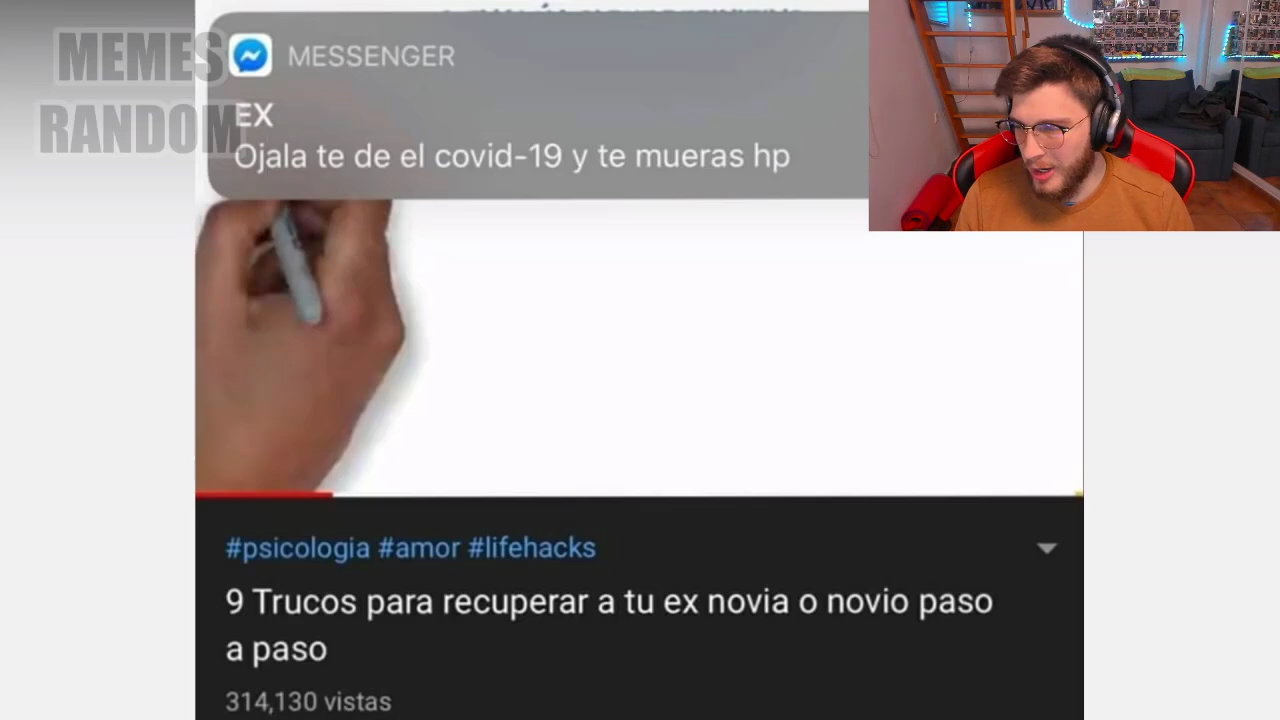 MEMES
RANDOM
MESSENGER
EX
Ojala te de el covid-19 y te mueras hp
#psicologia #amor #lifehacks
9 Trucos para recuperar a tu ex novia o novio paso
a paso
314,130 vistas